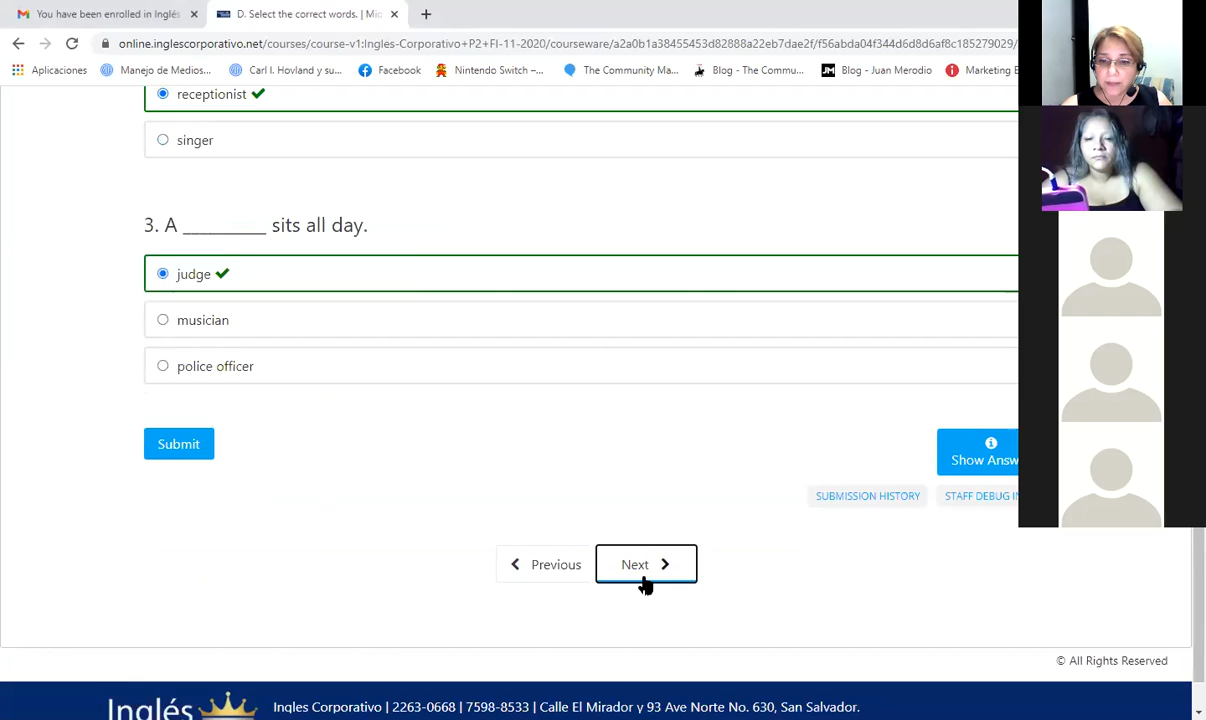 You have been enrolled in Inglés
D. Select the correct words. | Mic
online.inglescorporativo.net/courses/course-v1:Ingles-Corporativo+P2+FI-11-2020/courseware/a2a0b1a38455453d82888a22eb7dae2f/f56abda04f344d6d8d6af8c185279029/
Aplicaciones
Manejo de Medios...
Carl I. Hovland y su...
Facebook
Nintendo Switch –...
The Community Ma...
Blog - The Commu...
JM Blog - Juan Merodio
Marketing E
receptionist
singer
3. A __________ sits all day.
judge
musician
police officer
Submit
Show Answ
SUBMISSION HISTORY
STAFF DEBUG IN
Previous
Next
© All Rights Reserved
Inglés
Ingles Corporativo | 2263-0668 | 7598-8533 | Calle El Mirador y 93 Ave Norte No. 630, San Salvador.